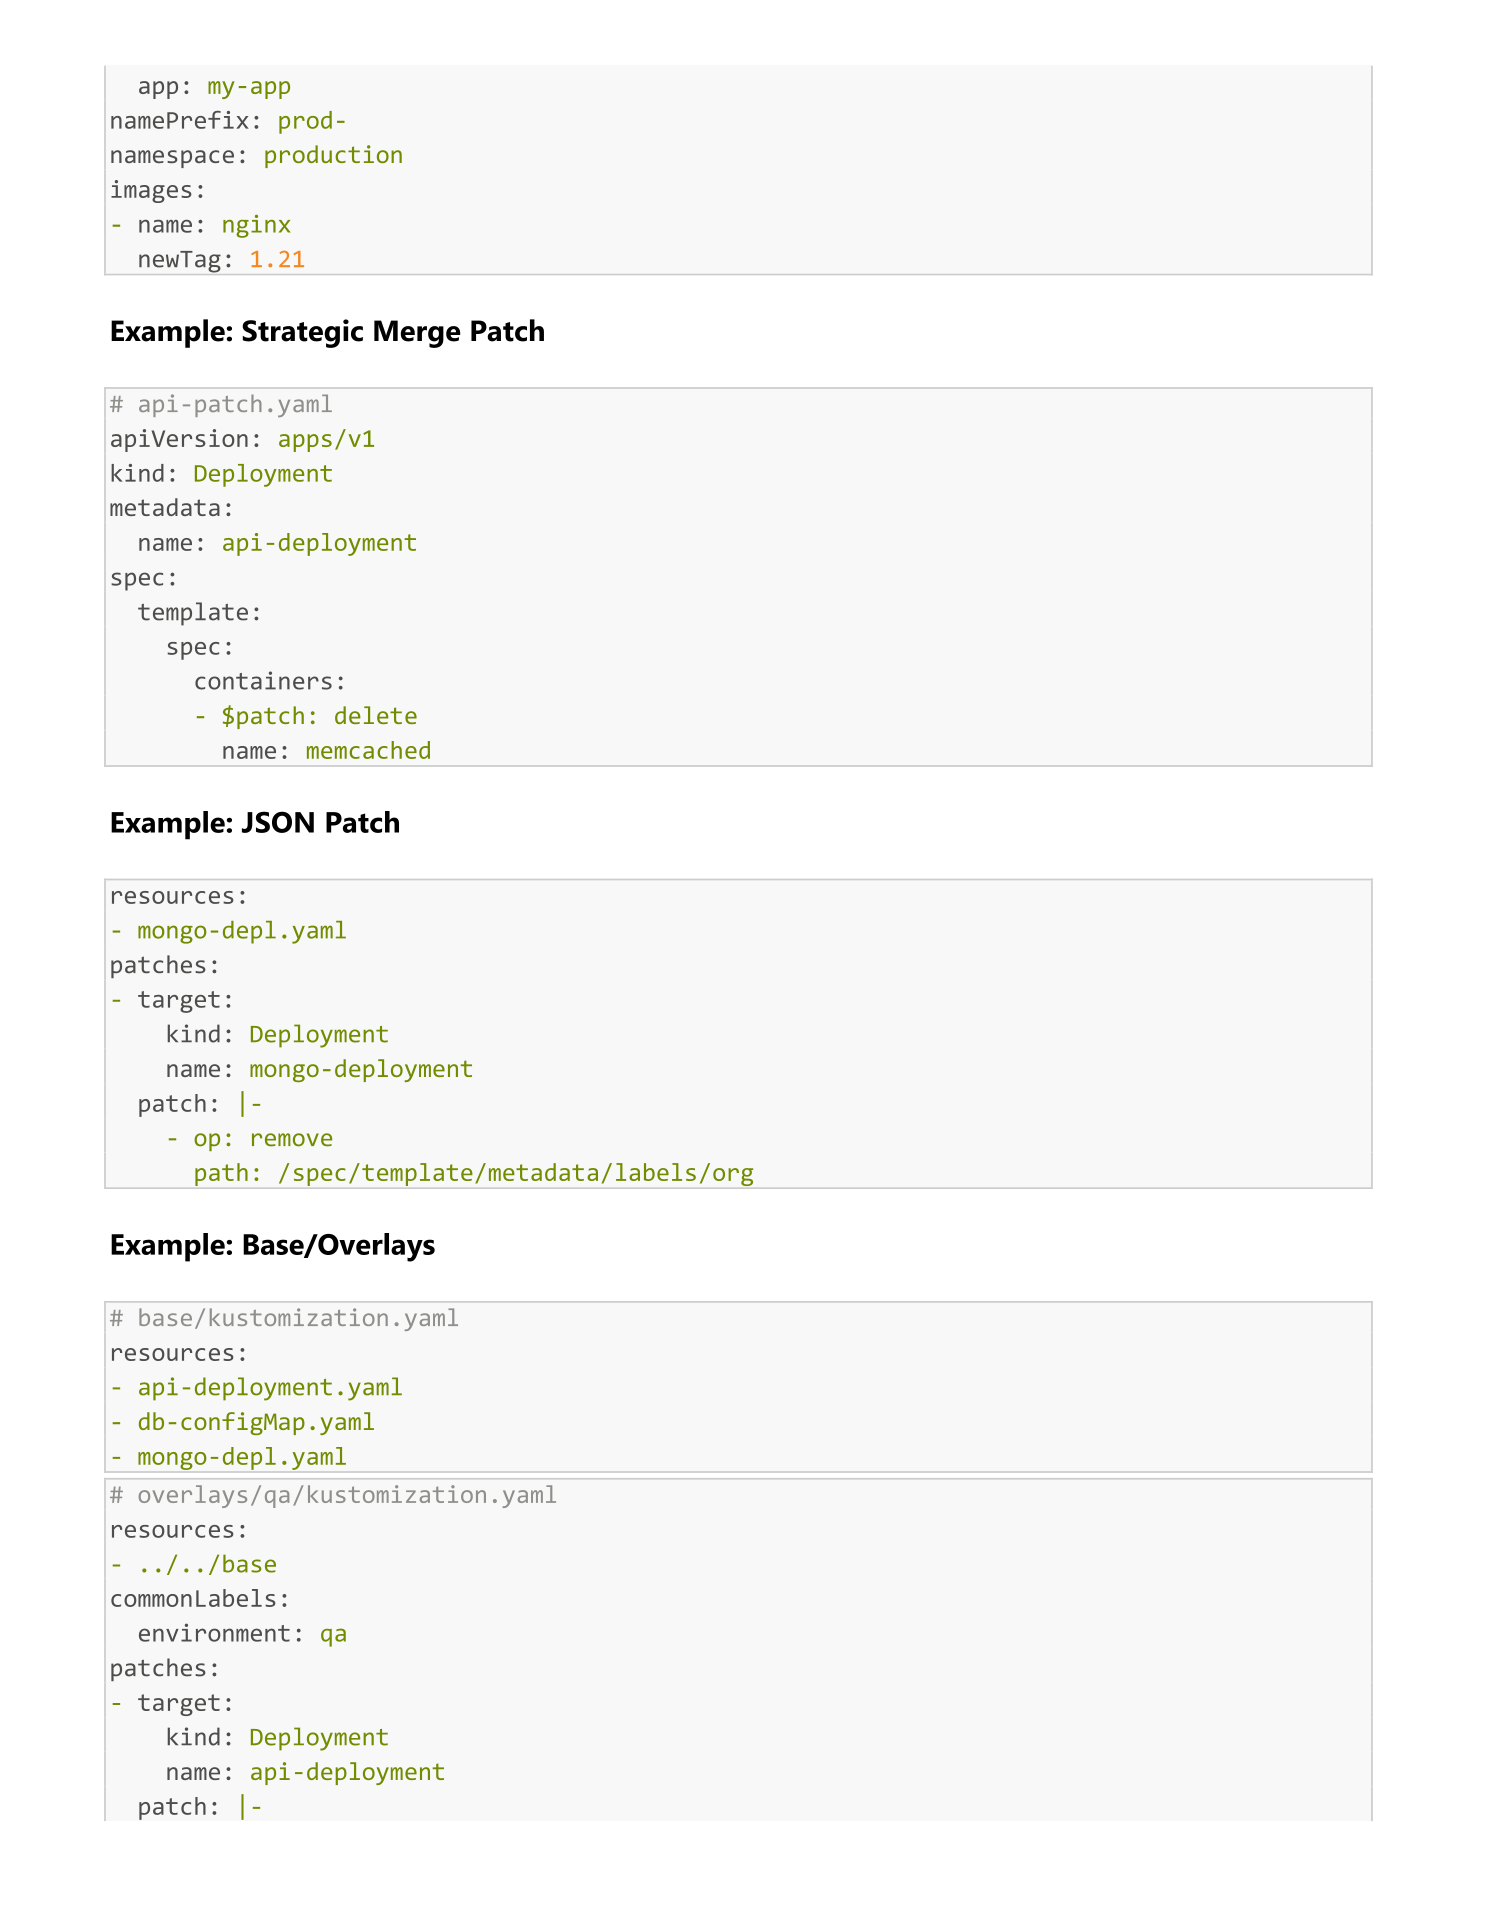 app: my-app
namePrefix: prod-
namespace: production
images:
- name: nginx
  newTag: 1.21
Example: Strategic Merge Patch
# api-patch.yaml
apiVersion: apps/v1
kind: Deployment
metadata:
  name: api-deployment
spec:
  template:
    spec:
      containers:
      - $patch: delete
        name: memcached
Example: JSON Patch
resources:
- mongo-depl.yaml
patches:
- target:
    kind: Deployment
    name: mongo-deployment
  patch: |-
    - op: remove
      path: /spec/template/metadata/labels/org
Example: Base/Overlays
# base/kustomization.yaml
resources:
- api-deployment.yaml
- db-configMap.yaml
- mongo-depl.yaml
# overlays/qa/kustomization.yaml
resources:
- ../../base
commonLabels:
  environment: qa
patches:
- target:
    kind: Deployment
    name: api-deployment
  patch: |-